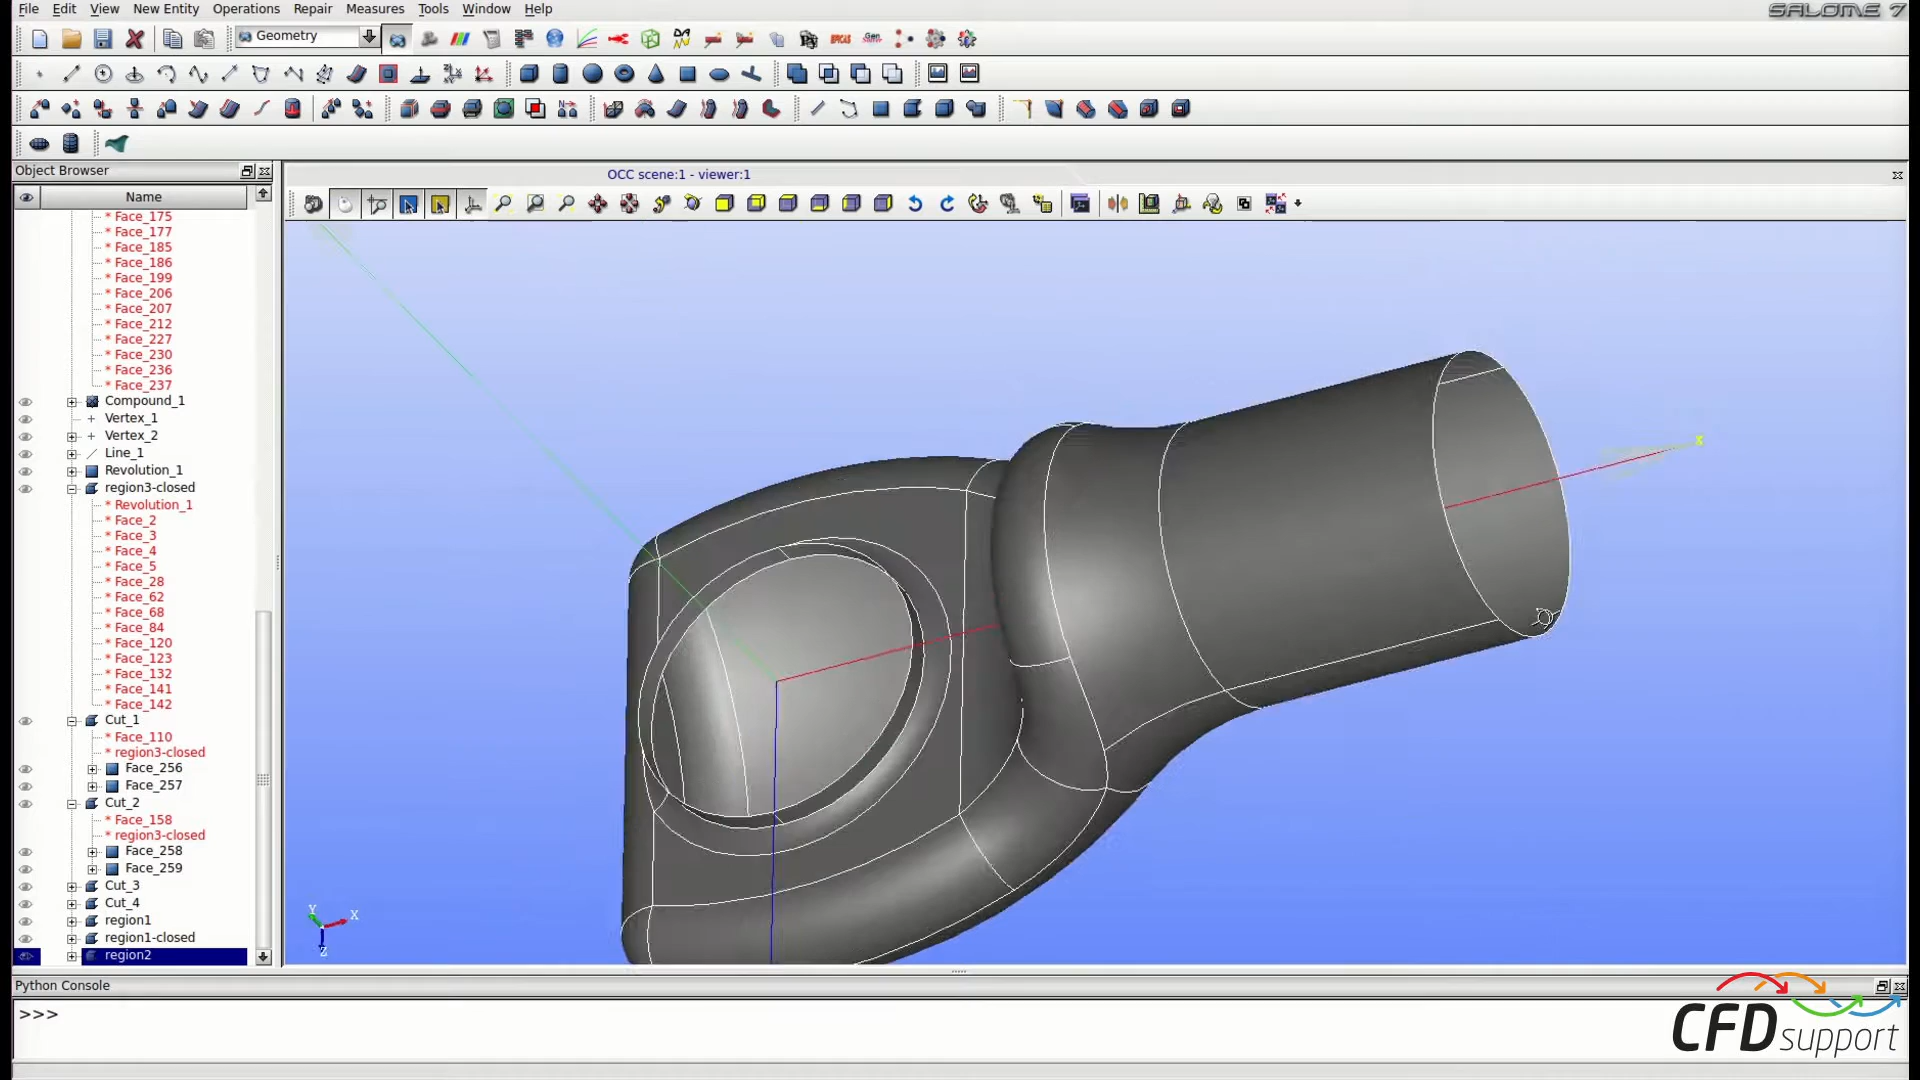 File Edit View New Entity Operations Repair Measures Tools Window Help
SALOME 7
Geometry
Object Browser
OCC scene:1 - viewer:1
Name
* Face_175
* Face_177
* Face_185
* Face_186
* Face_199
* Face_206
* Face_207
* Face_212
* Face_227
* Face_230
* Face_236
* Face_237
Compound_1
Vertex_1
Vertex_2
Line_1
Revolution_1
region3-closed
* Revolution_1
* Face_2
* Face_3
* Face_4
* Face_5
* Face_28
* Face_62
* Face_68
* Face_84
* Face_120
* Face_123
* Face_132
* Face_141
* Face_142
Cut_1
* Face_110
* region3-closed
Face_256
Face_257
Cut_2
* Face_158
* region3-closed
Face_258
Face_259
Cut_3
Cut_4
region1
region1-closed
region2
X
Y
X
Z
Python Console
>>>
CFD support